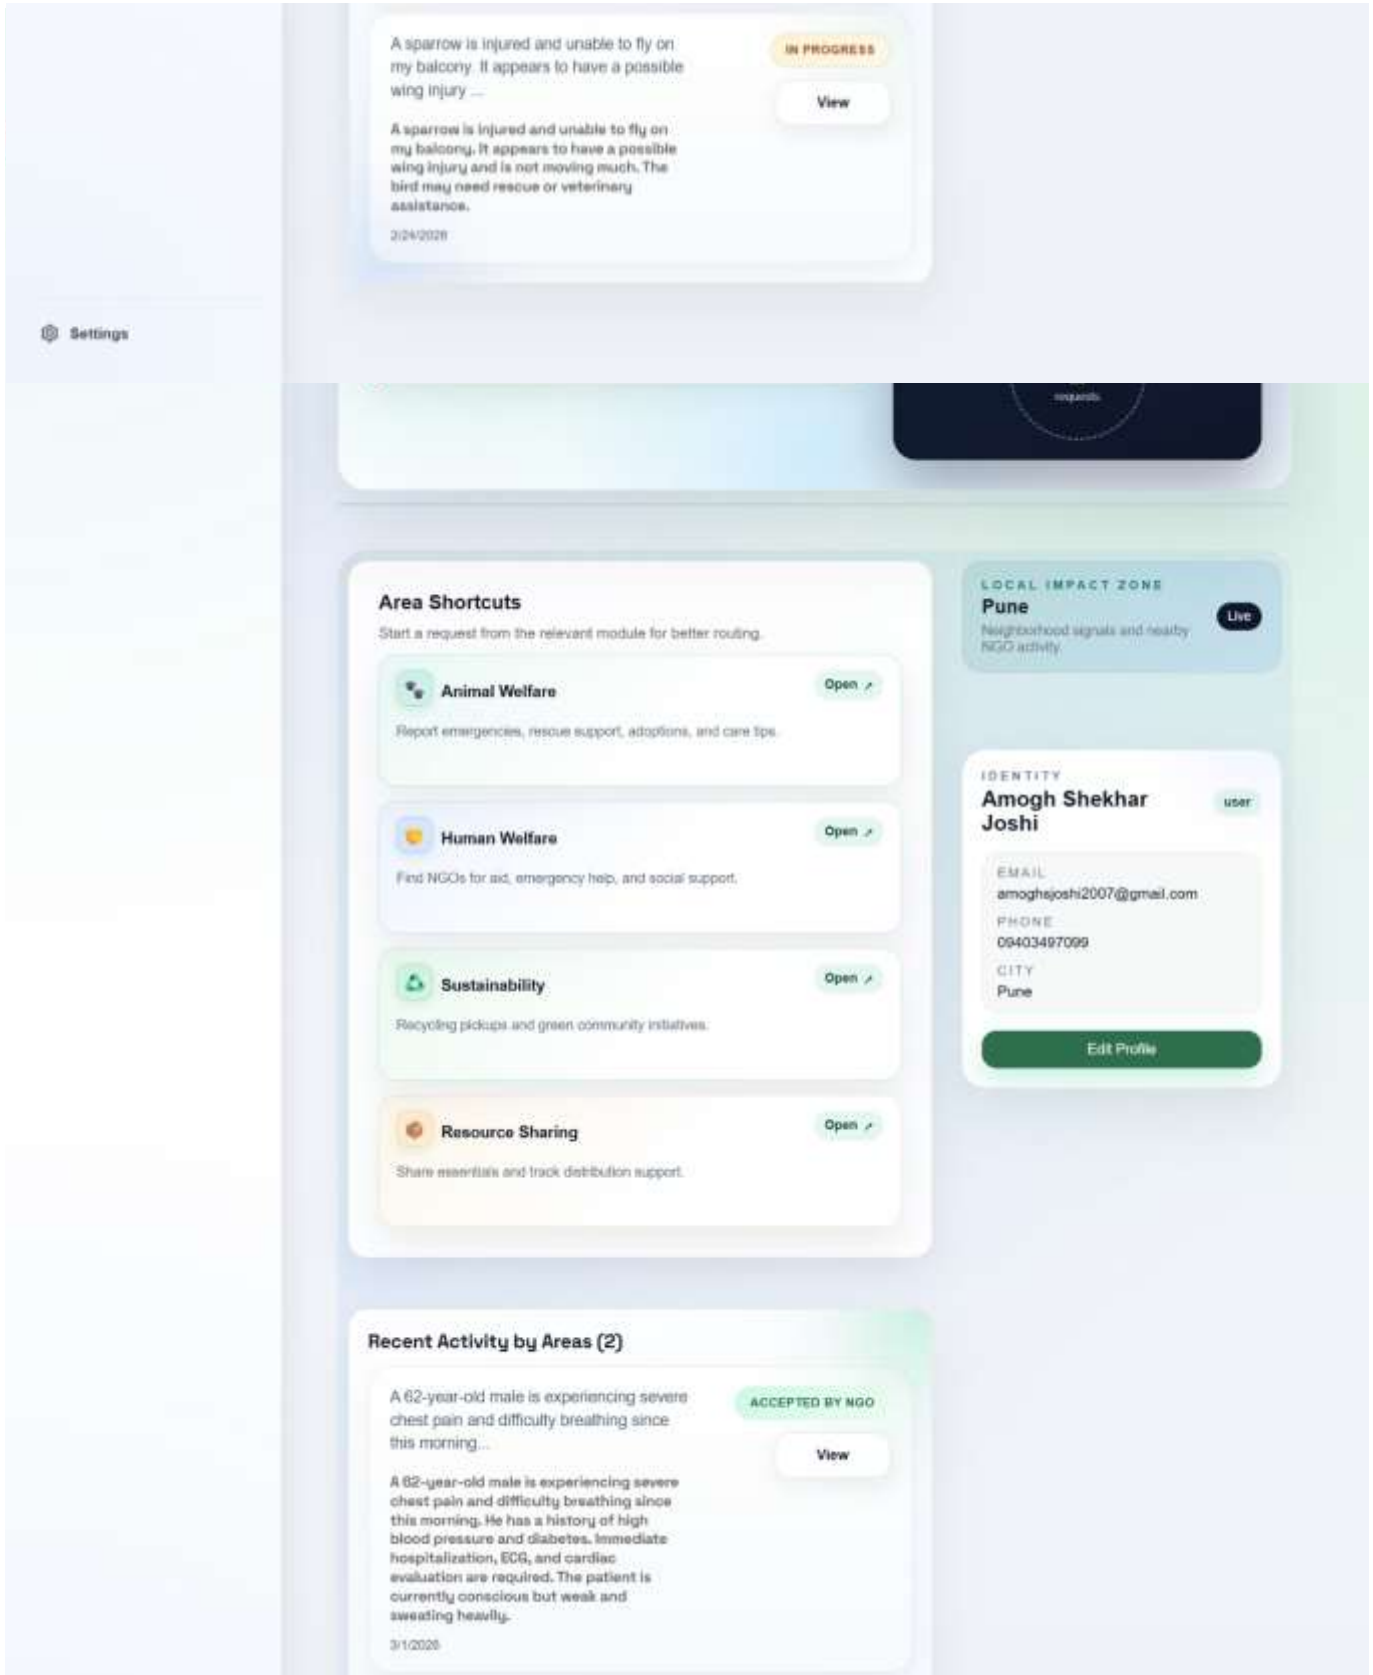 A sparrow is injured and unable to fly on
my balcony. It appears to have a possible
wing injury ...
IN PROGRESS
View
A sparrow is injured and unable to fly on
my balcony. It appears to have a possible
wing injury and is not moving much. The
bird may need rescue or veterinary
assistance.
2/24/2026
Settings
requests
Area Shortcuts
Start a request from the relevant module for better routing.
Animal Welfare
Open ↗
Report emergencies, rescue support, adoptions, and care tips.
Human Welfare
Open ↗
Find NGOs for aid, emergency help, and social support.
Sustainability
Open ↗
Recycling pickups and green community initiatives.
Resource Sharing
Open ↗
Share essentials and track distribution support.
LOCAL IMPACT ZONE
Pune
Live
Neighborhood signals and nearby
NGO activity.
IDENTITY
Amogh Shekhar
Joshi
user
EMAIL
amoghsjoshi2007@gmail.com
PHONE
09403497099
CITY
Pune
Edit Profile
Recent Activity by Areas (2)
A 62-year-old male is experiencing severe
chest pain and difficulty breathing since
this morning...
ACCEPTED BY NGO
View
A 62-year-old male is experiencing severe
chest pain and difficulty breathing since
this morning. He has a history of high
blood pressure and diabetes. Immediate
hospitalization, ECG, and cardiac
evaluation are required. The patient is
currently conscious but weak and
sweating heavily.
3/1/2026